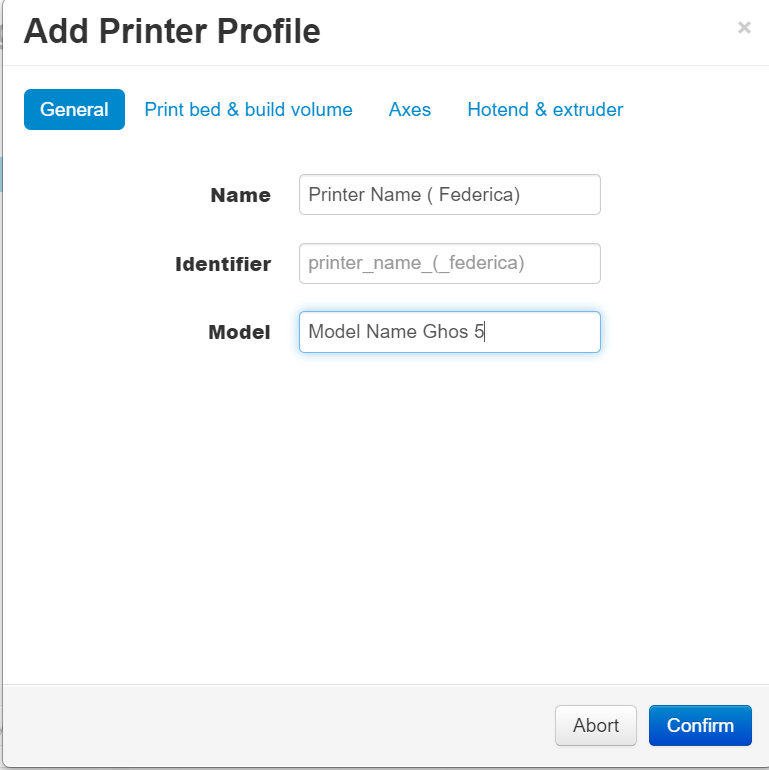 Add Printer Profile ×
General Print bed & build volume Axes Hotend & extruder
Name Printer Name ( Federica)
Identifier printer_name_(_federica)
Model Model Name Ghos 5
Abort Confirm